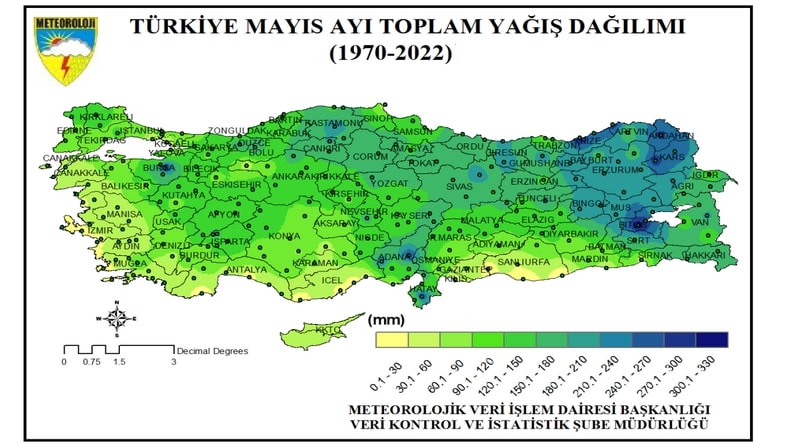 METEOROLOJİ
TÜRKİYE MAYIS AYI TOPLAM YAĞIŞ DAĞILIMI
(1970-2022)
KIRKLARELİ
EDİRNE
TEKİRDAĞ
İSTANBUL
KOCAELİ
YALOVA
SAKARYA
ZONGULDAK
DÜZCE
BOLU
BARTIN
KARABÜK
KASTAMONU
SİNOP
SAMSUN
ÇANKIRI
ÇORUM
AMASYA
TOKAT
ORDU
GİRESUN
TRABZON
RİZE
ARTVİN
ARDAHAN
KARS
GÜMÜŞHANE
BAYBURT
ERZURUM
IĞDIR
AĞRI
ÇANAKKALE
ÇANAKKALE
BALIKESİR
BURSA
BİLECİK
ESKİŞEHİR
KÜTAHYA
ANKARA
KIRIKKALE
KIRŞEHİR
YOZGAT
SİVAS
ERZİNCAN
TUNCELİ
BİNGÖL
MUŞ
BİTLİS
VAN
MANİSA
İZMİR
UŞAK
AFYON
AYDIN
DENİZLİ
ISPARTA
BURDUR
MUĞLA
ANTALYA
KONYA
AKSARAY
NEVŞEHİR
KAYSERİ
NİĞDE
KARAMAN
İÇEL
ADANA
OSMANİYE
HATAY
K.MARAŞ
MALATYA
ELAZIĞ
ADIYAMAN
DİYARBAKIR
GAZİANTEP
KİLİS
ŞANLIURFA
MARDİN
BATMAN
SİİRT
ŞIRNAK
HAKKARİ
KKTC
N
W
E
S
0
0.75
1.5
3
Decimal Degrees
(mm)
0.1 - 30
30.1 - 60
60.1 - 90
90.1 - 120
120.1 - 150
150.1 - 180
180.1 - 210
210.1 - 240
240.1 - 270
270.1 - 300
300.1 - 330
METEOROLOJİK VERİ İŞLEM DAİRESİ BAŞKANLIĞI
VERİ KONTROL VE İSTATİSTİK ŞUBE MÜDÜRLÜĞÜ